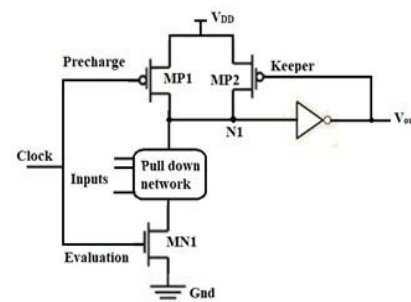 VDD
Precharge
Keeper
MP1
MP2
N1
Clock
Inputs
Pull down
network
MN1
Evaluation
Gnd